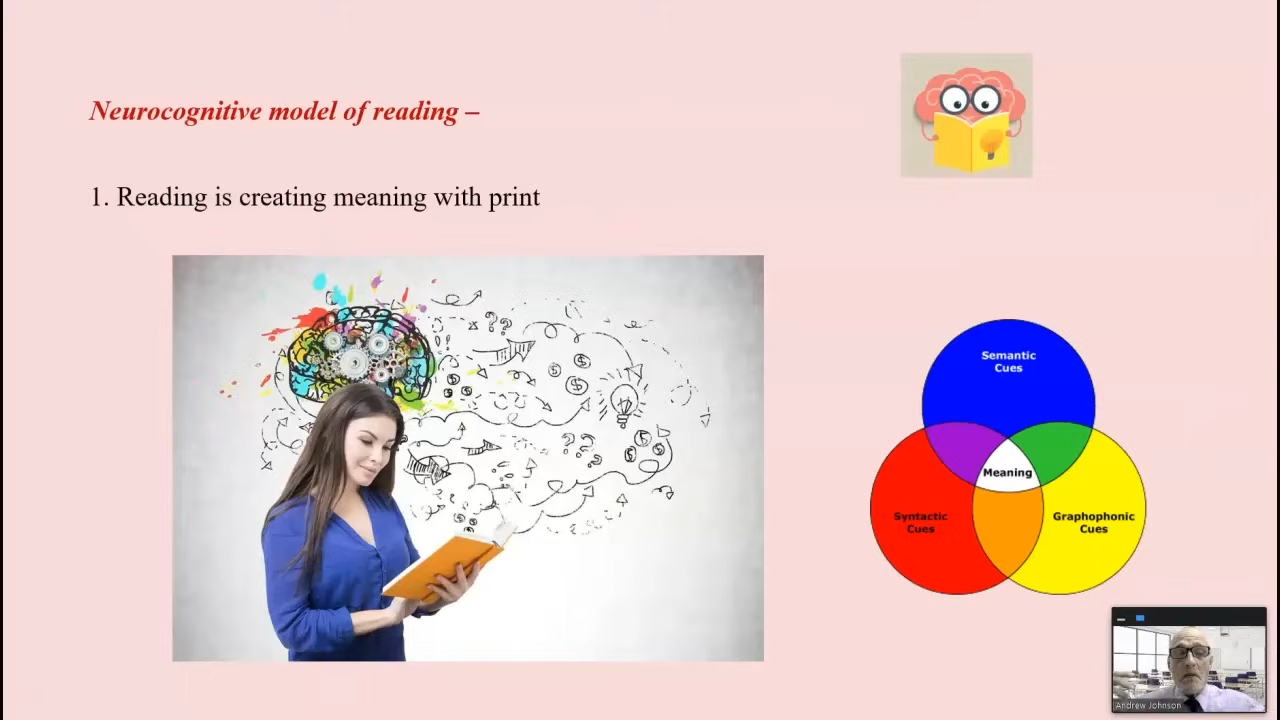 Neurocognitive model of reading –
1. Reading is creating meaning with print
Semantic
Cues
Meaning
Syntactic
Cues
Graphophonic
Cues
Andrew Johnson